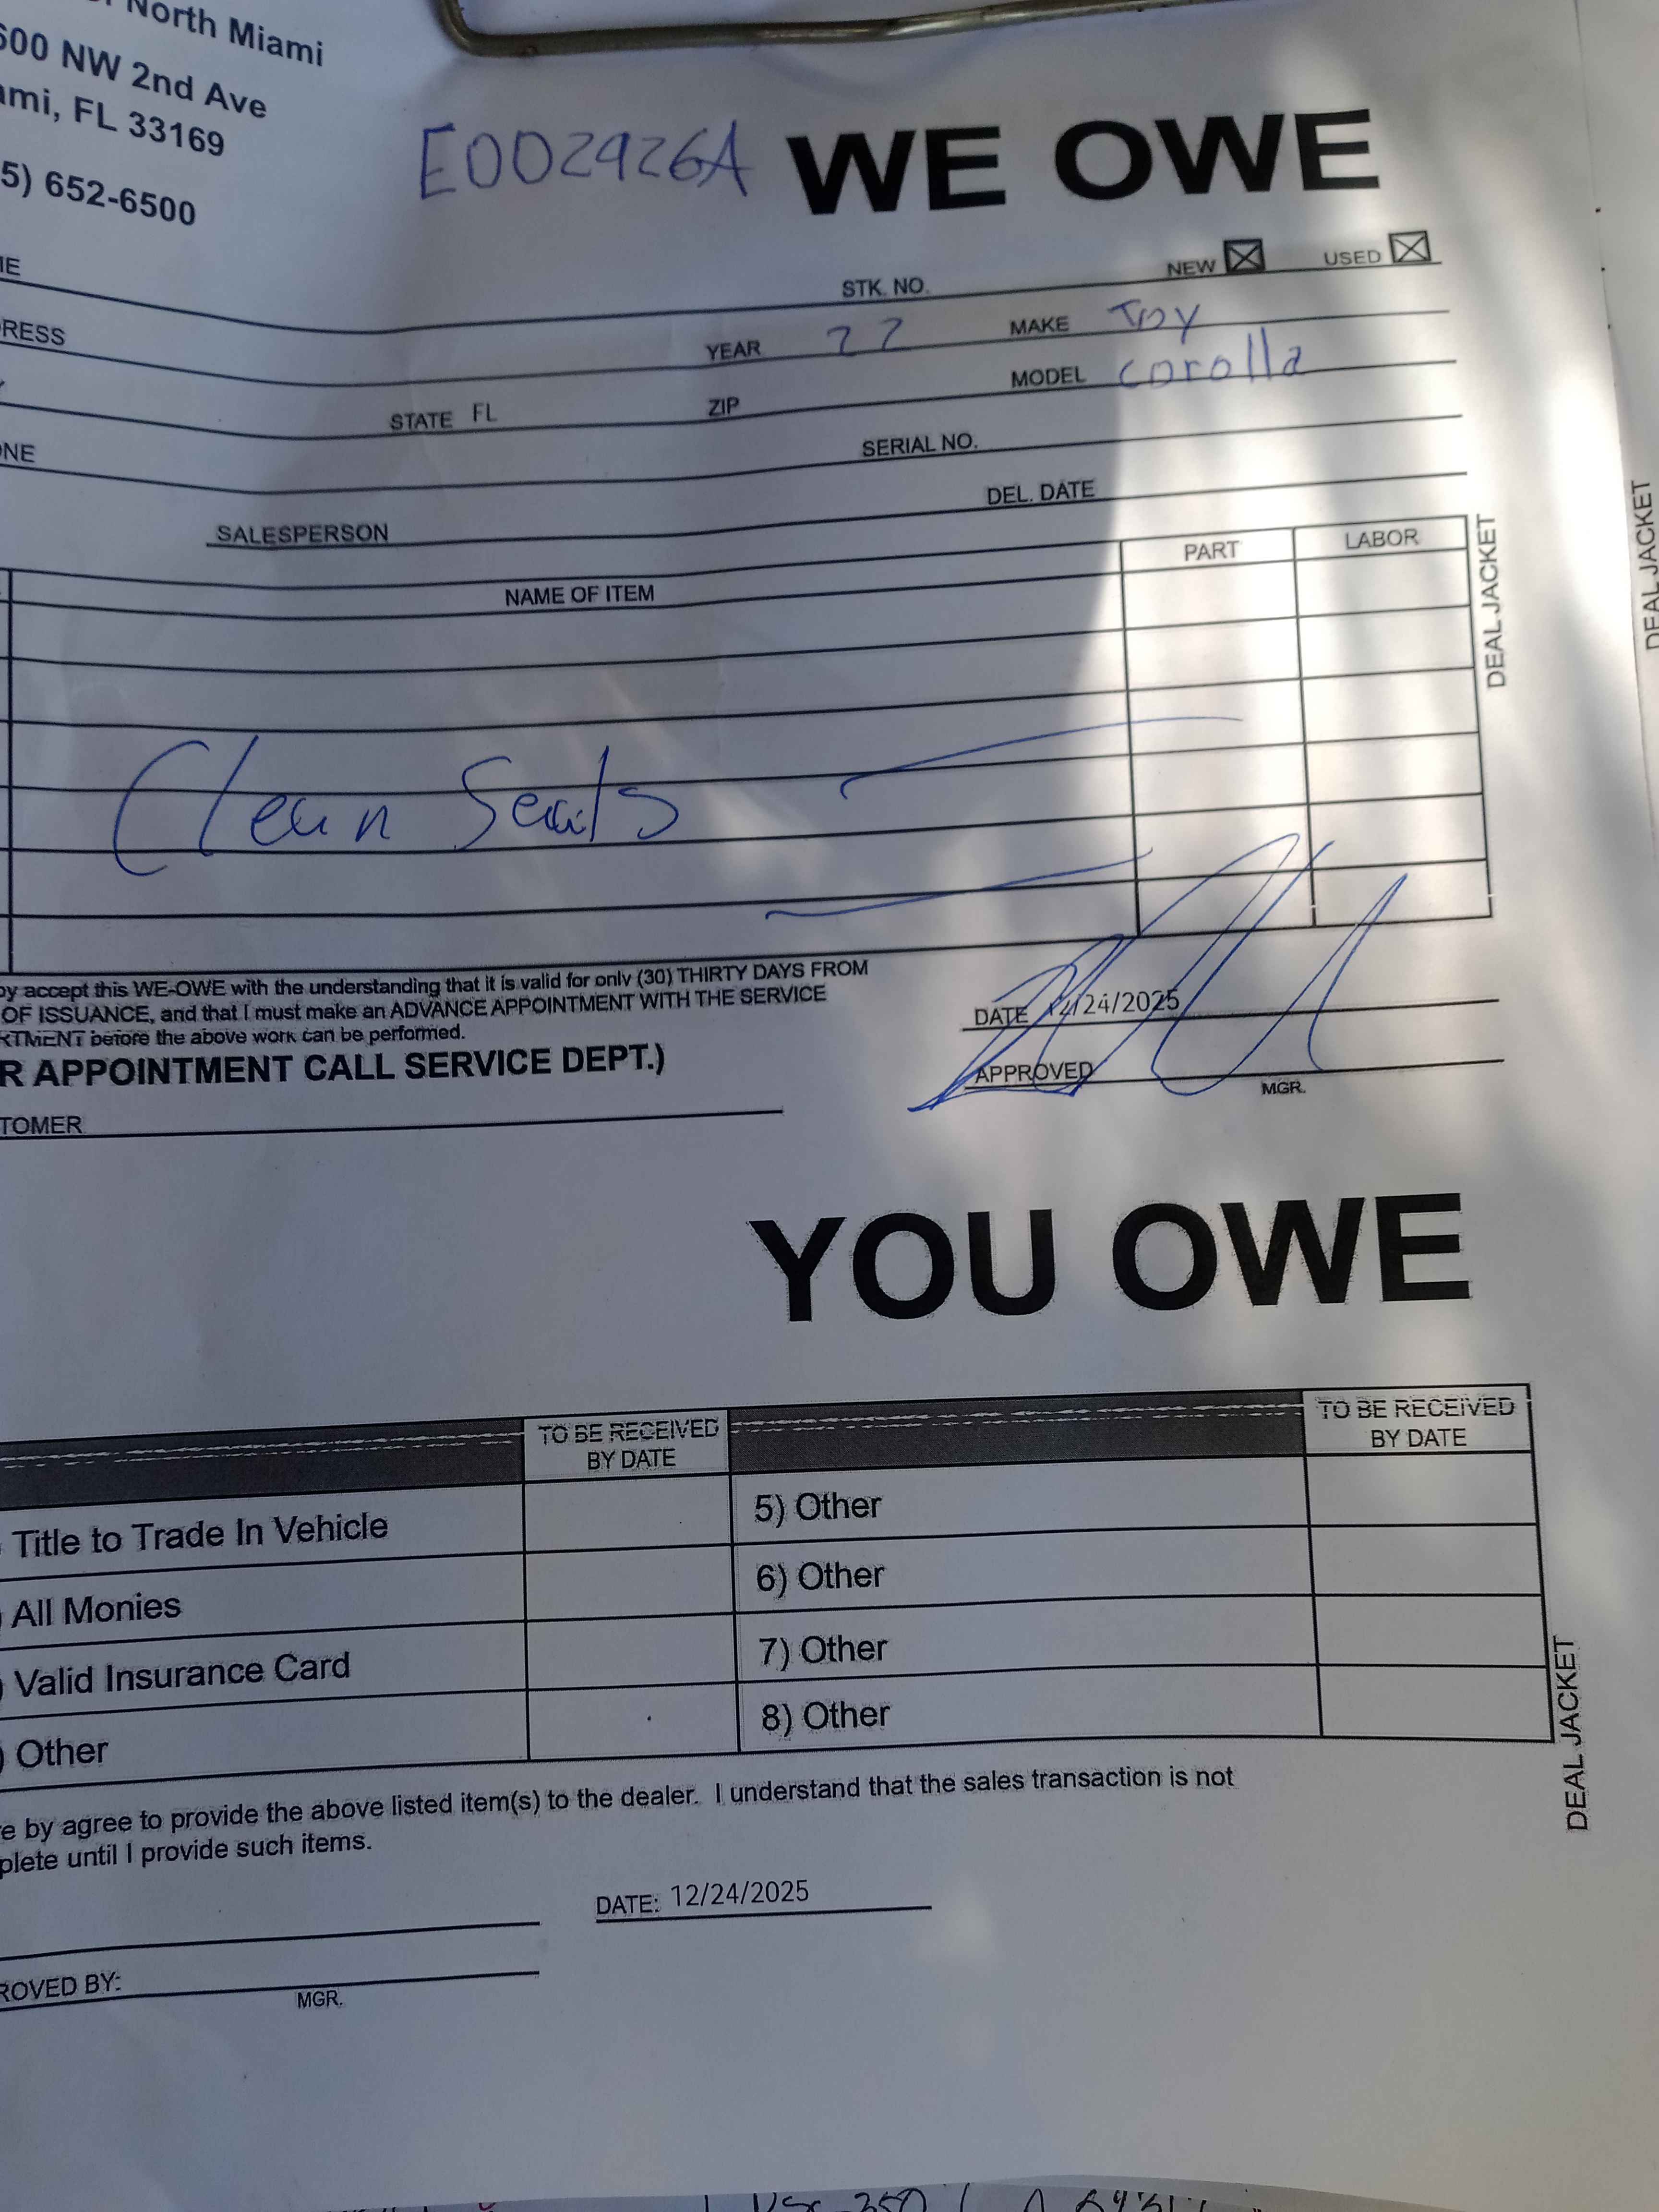 North Miami
600 NW 2nd Ave
ami, FL 33169
5) 652-6500
E002926A WE OWE
NEW USED
STK. NO.
RESS
YEAR 22 MAKE Toy
STATE FL ZIP MODEL corolla
ONE
SERIAL NO.
DEL. DATE
SALESPERSON
NAME OF ITEM PART LABOR
DEAL JACKET
DEAL JACKET
Clean Seats
by accept this WE-OWE with the understanding that it is valid for only (30) THIRTY DAYS FROM
OF ISSUANCE, and that I must make an ADVANCE APPOINTMENT WITH THE SERVICE
RTMENT before the above work can be performed.
R APPOINTMENT CALL SERVICE DEPT.)
DATE 12/24/2025
APPROVED
MGR.
TOMER
YOU OWE
TO BE RECEIVED BY DATE
TO BE RECEIVED BY DATE
Title to Trade In Vehicle
All Monies
Valid Insurance Card
) Other
5) Other
6) Other
7) Other
8) Other
DEAL JACKET
e by agree to provide the above listed item(s) to the dealer. I understand that the sales transaction is not
plete until I provide such items.
DATE: 12/24/2025
ROVED BY:
MGR.